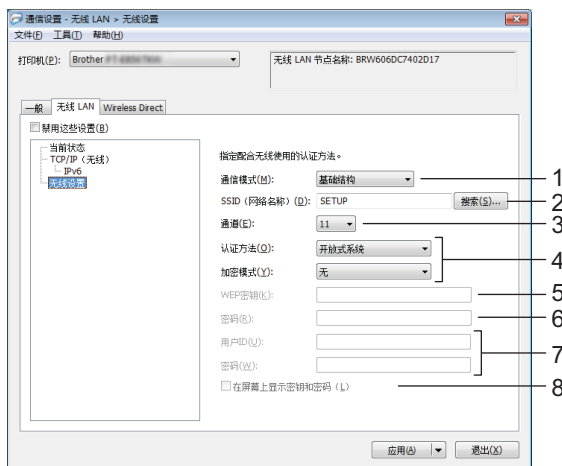 通信设置 - 无线 LAN > 无线设置
文件(F) 工具(T) 帮助(H)
打印机(P): Brother
无线 LAN 节点名称: BRW606DC7402D17
一般 无线 LAN Wireless Direct
禁用这些设置(B)
当前状态
TCP/IP (无线)
IPv6
无线设置
指定配合无线使用的认证方法。
通信模式(M): 基础结构 1
SSID (网络名称) (D): SETUP 搜索(S)... 2
通道(E): 11 3
认证方法(O): 开放式系统
4
加密模式(Y): 无
WEP密钥(K): 5
密码(R): 6
用户ID(U):
7
密码(W):
在屏幕上显示密钥和密码 (L) 8
应用(A) 退出(X)